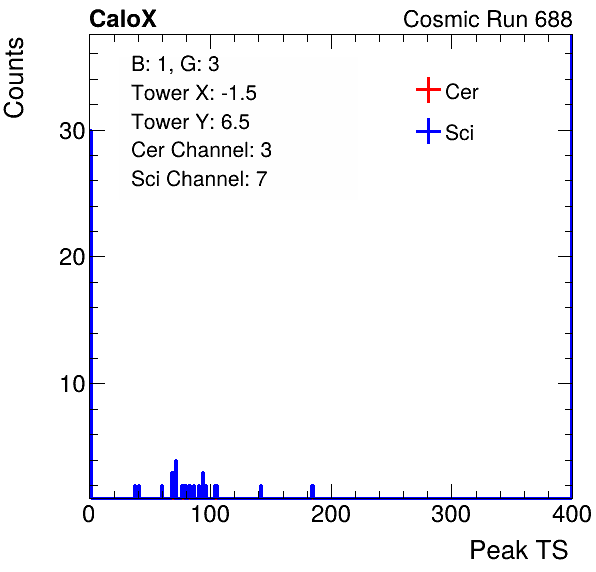 CaloX Cosmic Run 688
Counts
B: 1, G: 3
Tower X: -1.5
Tower Y: 6.5
Cer Channel: 3
Sci Channel: 7
Cer
Sci
30
20
10
0 100 200 300 400
Peak TS